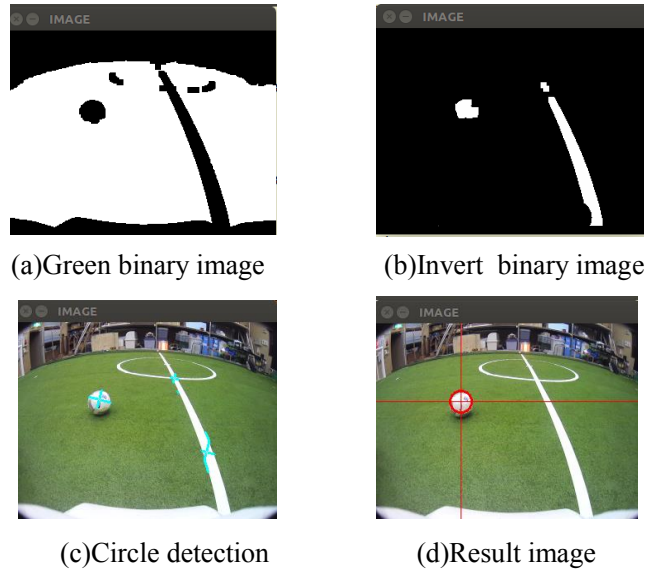 IMAGE
IMAGE
(a)Green binary image
(b)Invert binary image
IMAGE
IMAGE
(c)Circle detection
(d)Result image